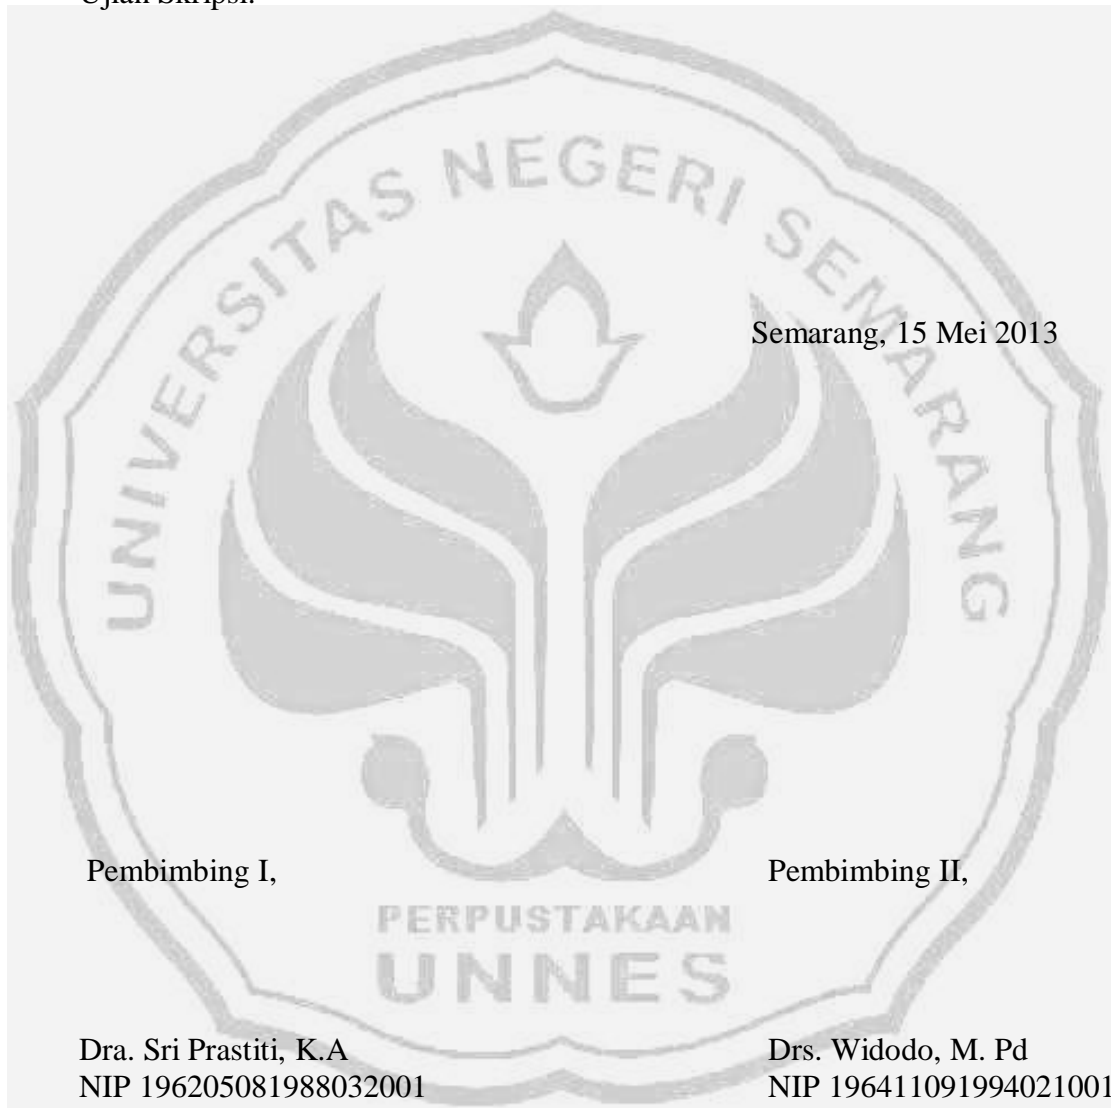 Ujian Skripsi.
UNIVERSITAS NEGERI SEMARANG
Semarang, 15 Mei 2013
Pembimbing I, Pembimbing II,
PERPUSTAKAAN
UNNES
Dra. Sri Prastiti, K.A Drs. Widodo, M. Pd
NIP 196205081988032001 NIP 196411091994021001